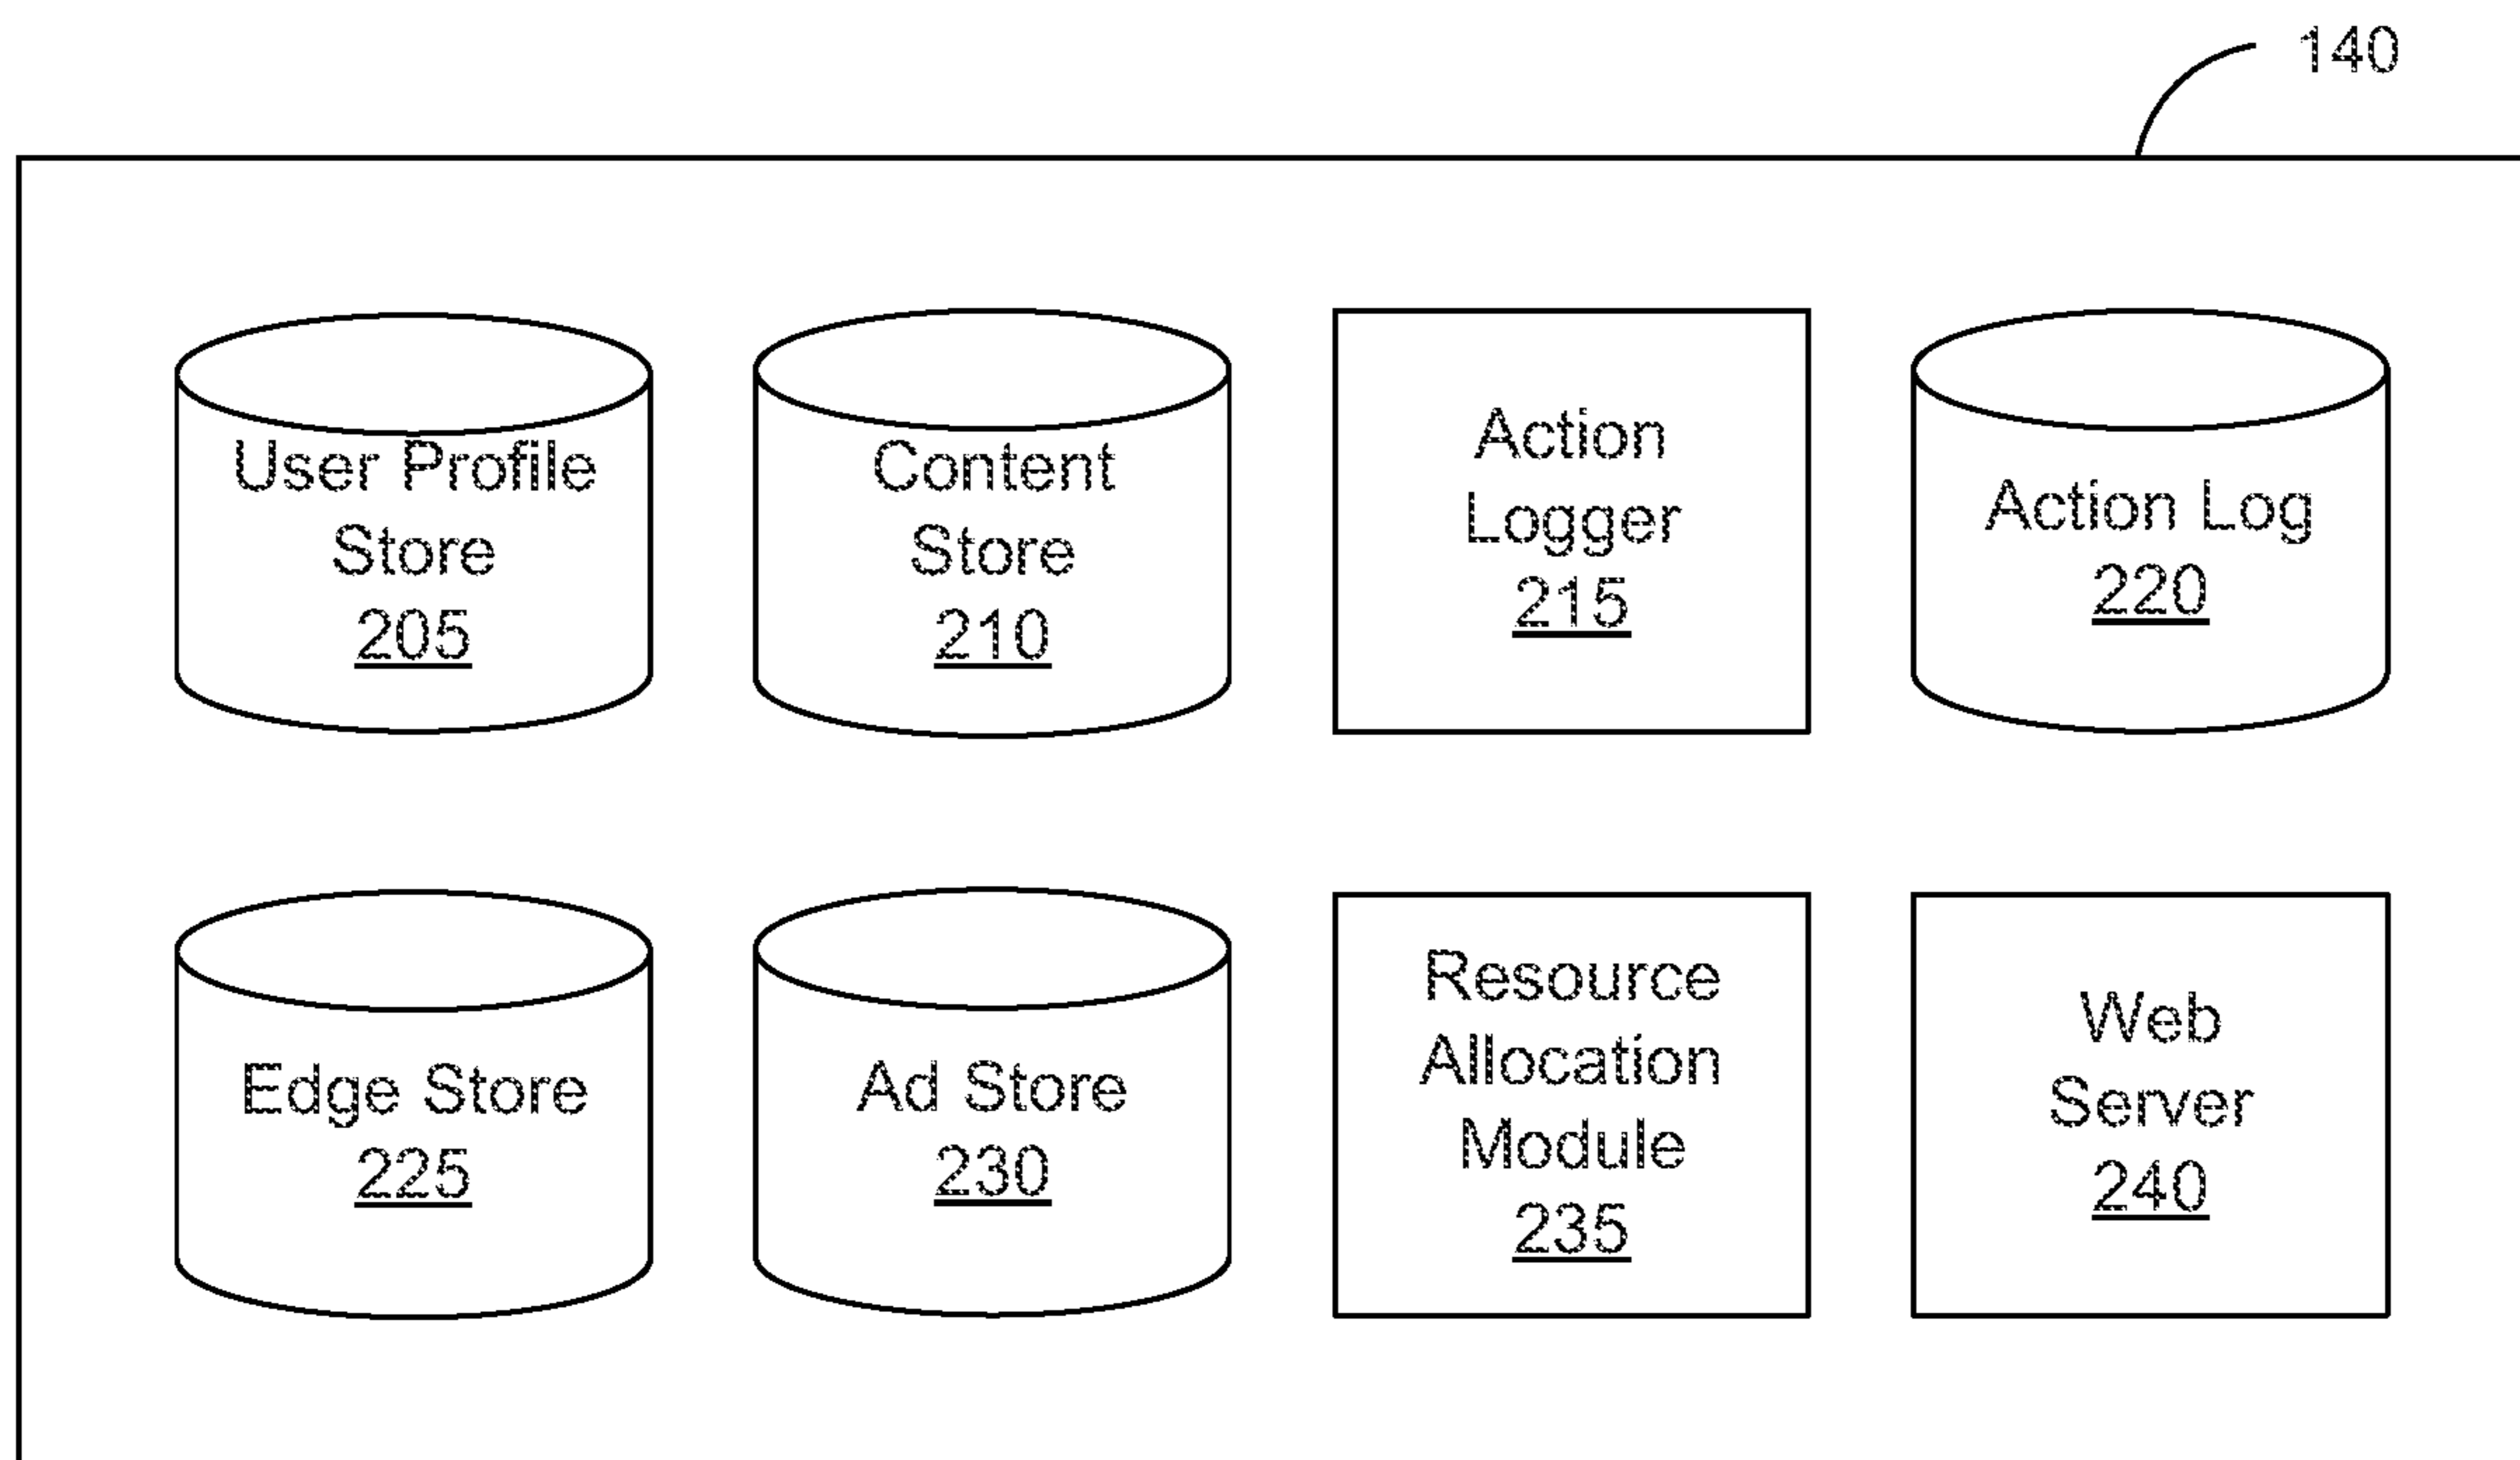 140
User Profile
Store
205
Content
Store
210
Action
Logger
215
Action Log
220
Edge Store
225
Ad Store
230
Resource
Allocation
Module
235
Web
Server
240